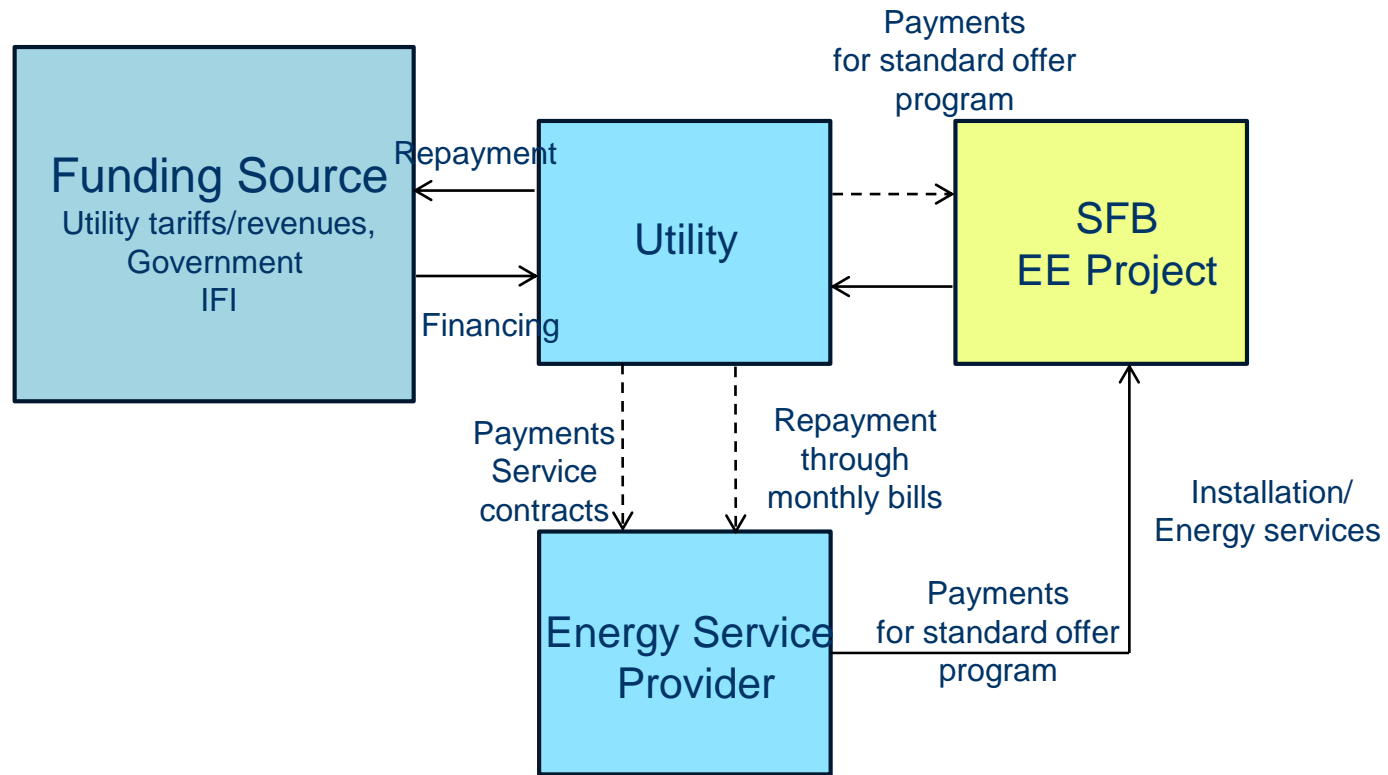 Payments
for standard offer
program
Funding Source
Utility tariffs/revenues,
Government
IFI
Repayment
Financing
Utility
SFB
EE Project
Payments
Service
contracts
Repayment
through
monthly bills
Installation/
Energy services
Energy Service
Provider
Payments
for standard offer
program